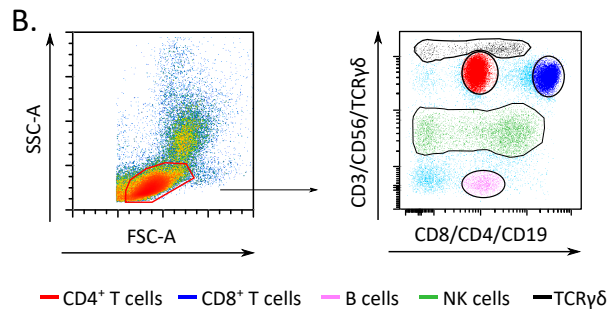 B.
SSC-A
FSC-A
CD3/CD56/TCRγδ
CD8/CD4/CD19
CD4⁺ T cells
CD8⁺ T cells
B cells
NK cells
TCRγδ